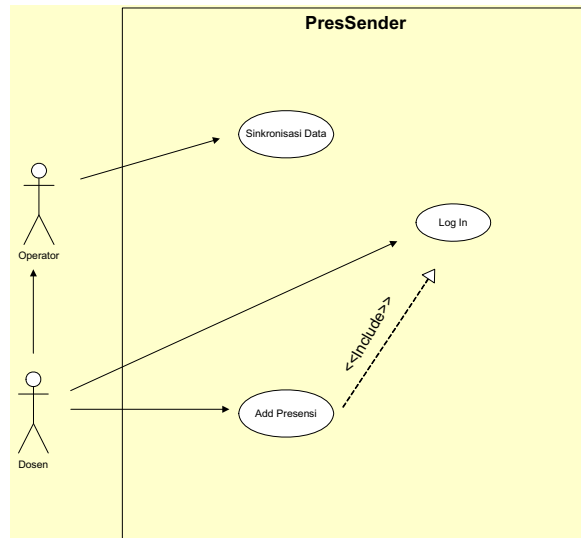 PresSender
Sinkronisasi Data
Operator
Log In
<<Include>>
Add Presensi
Dosen